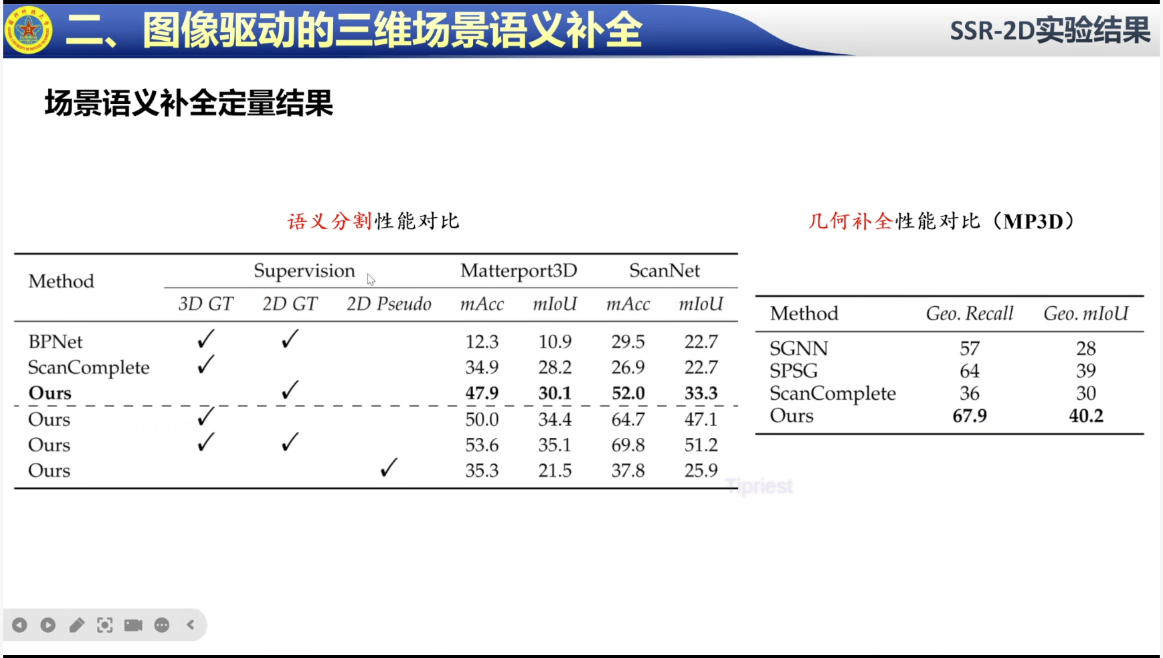 二、图像驱动的三维场景语义补全
SSR-2D实验结果
场景语义补全定量结果
语义分割性能对比
Method Supervision Matterport3D ScanNet
3D GT 2D GT 2D Pseudo mAcc mIoU mAcc mIoU
BPNet ✓ ✓ 12.3 10.9 29.5 22.7
ScanComplete ✓ 34.9 28.2 26.9 22.7
Ours ✓ 47.9 30.1 52.0 33.3
Ours ✓ 50.0 34.4 64.7 47.1
Ours ✓ ✓ 53.6 35.1 69.8 51.2
Ours ✓ 35.3 21.5 37.8 25.9
几何补全性能对比（MP3D）
Method Geo. Recall Geo. mIoU
SGNN 57 28
SPSG 64 39
ScanComplete 36 30
Ours 67.9 40.2
Tipriest